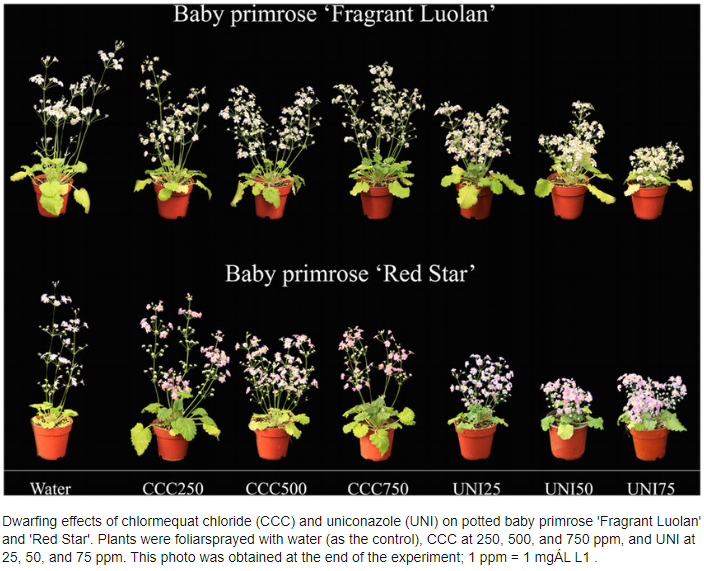 Baby primrose ‘Fragrant Luolan’
Baby primrose ‘Red Star’
Water CCC250 CCC500 CCC750 UNI25 UNI50 UNI75
Dwarfing effects of chlormequat chloride (CCC) and uniconazole (UNI) on potted baby primrose 'Fragrant Luolan'
and 'Red Star'. Plants were foliarsprayed with water (as the control), CCC at 250, 500, and 750 ppm, and UNI at
25, 50, and 75 ppm. This photo was obtained at the end of the experiment; 1 ppm = 1 mgÁL L1 .